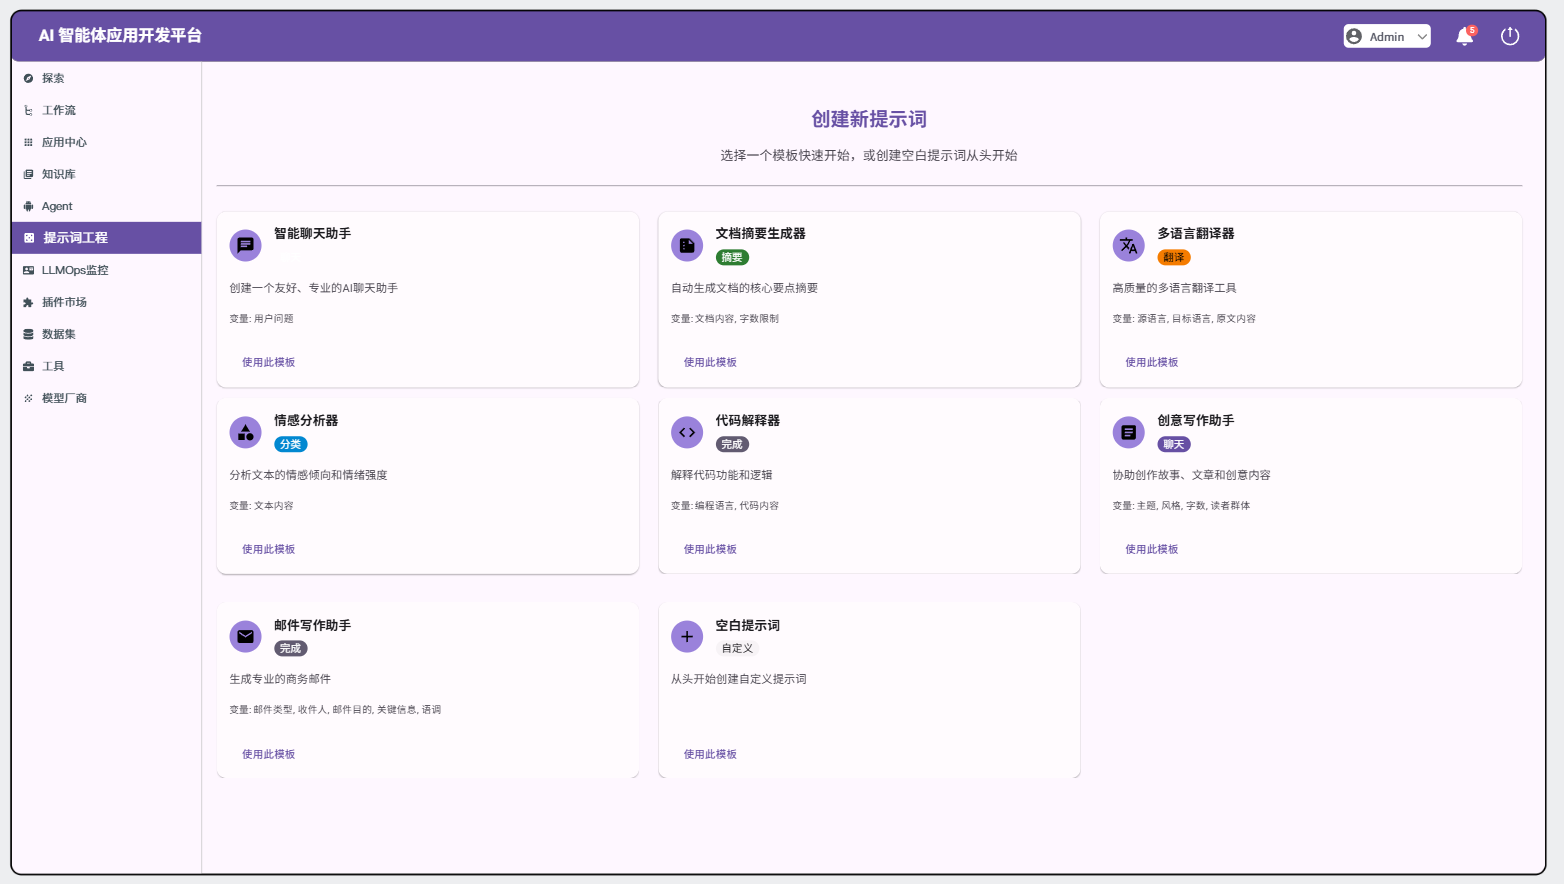 AI 智能体应用开发平台
Admin
5
探索
工作流
应用中心
知识库
Agent
提示词工程
LLMOps监控
插件市场
数据集
工具
模型厂商
创建新提示词
选择一个模板快速开始，或创建空白提示词从头开始
智能聊天助手
创建一个友好、专业的AI聊天助手
变量: 用户问题
使用此模板
文档摘要生成器
摘要
自动生成文档的核心要点摘要
变量: 文档内容, 字数限制
使用此模板
多语言翻译器
翻译
高质量的多语言翻译工具
变量: 源语言, 目标语言, 原文内容
使用此模板
情感分析器
分类
分析文本的情感倾向和情绪强度
变量: 文本内容
使用此模板
代码解释器
完成
解释代码功能和逻辑
变量: 编程语言, 代码内容
使用此模板
创意写作助手
聊天
协助创作故事、文章和创意内容
变量: 主题, 风格, 字数, 读者群体
使用此模板
邮件写作助手
完成
生成专业的商务邮件
变量: 邮件类型, 收件人, 邮件目的, 关键信息, 语调
使用此模板
空白提示词
自定义
从头开始创建自定义提示词
使用此模板